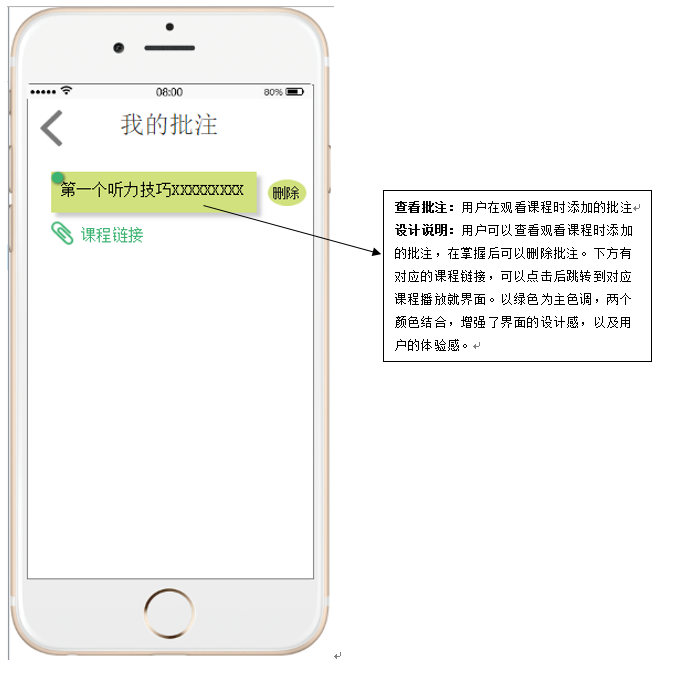 08:00
80%
我的批注
第一个听力技巧XXXXXXXXX
删除
课程链接
查看批注：用户在观看课程时添加的批注
设计说明：用户可以查看观看课程时添加
的批注，在掌握后可以删除批注。下方有
对应的课程链接，可以点击后跳转到对应
课程播放就界面。以绿色为主色调，两个
颜色结合，增强了界面的设计感，以及用
户的体验感。